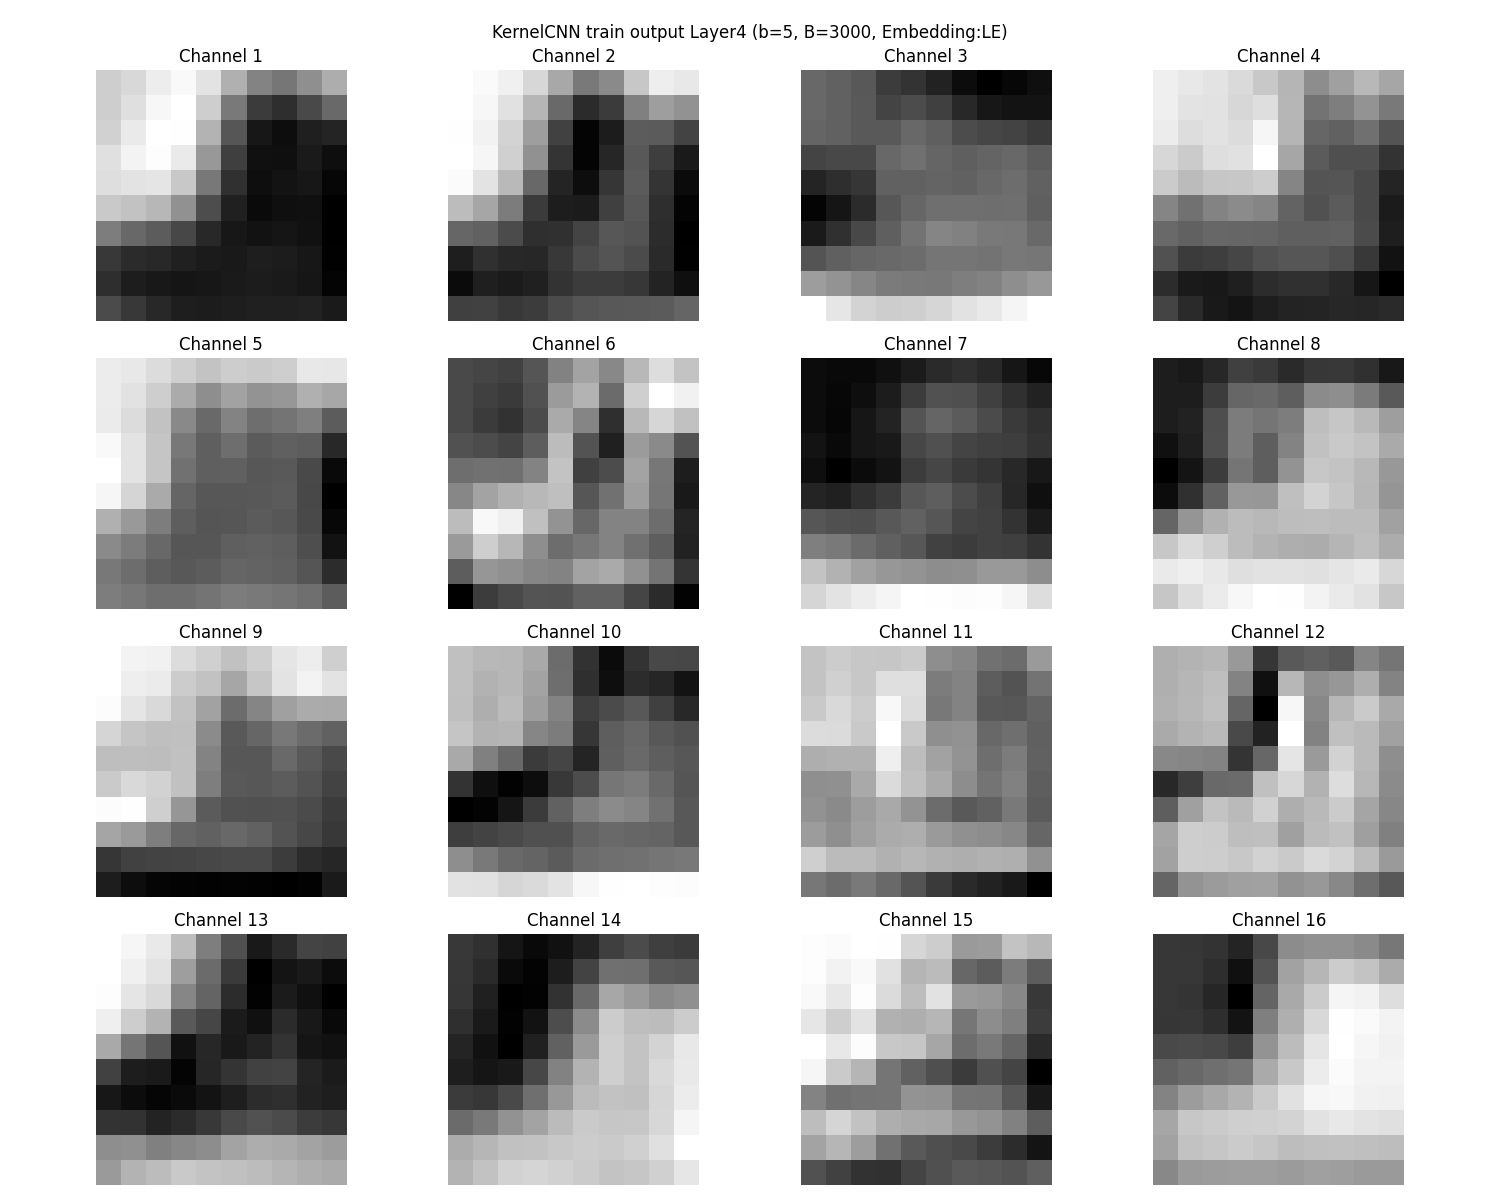 KernelCNN train output Layer4 (b=5, B=3000, Embedding:LE)
Channel 1
Channel 2
Channel 3
Channel 4
Channel 5
Channel 6
Channel 7
Channel 8
Channel 9
Channel 10
Channel 11
Channel 12
Channel 13
Channel 14
Channel 15
Channel 16